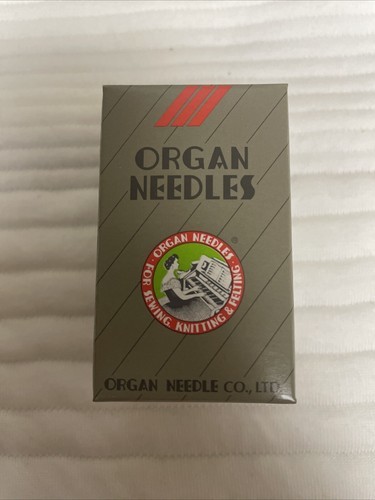 ORGAN
NEEDLES
®
· ORGAN NEEDLES ·
FOR SEWING, KNITTING & FELTING
ORGAN NEEDLE CO., LTD.